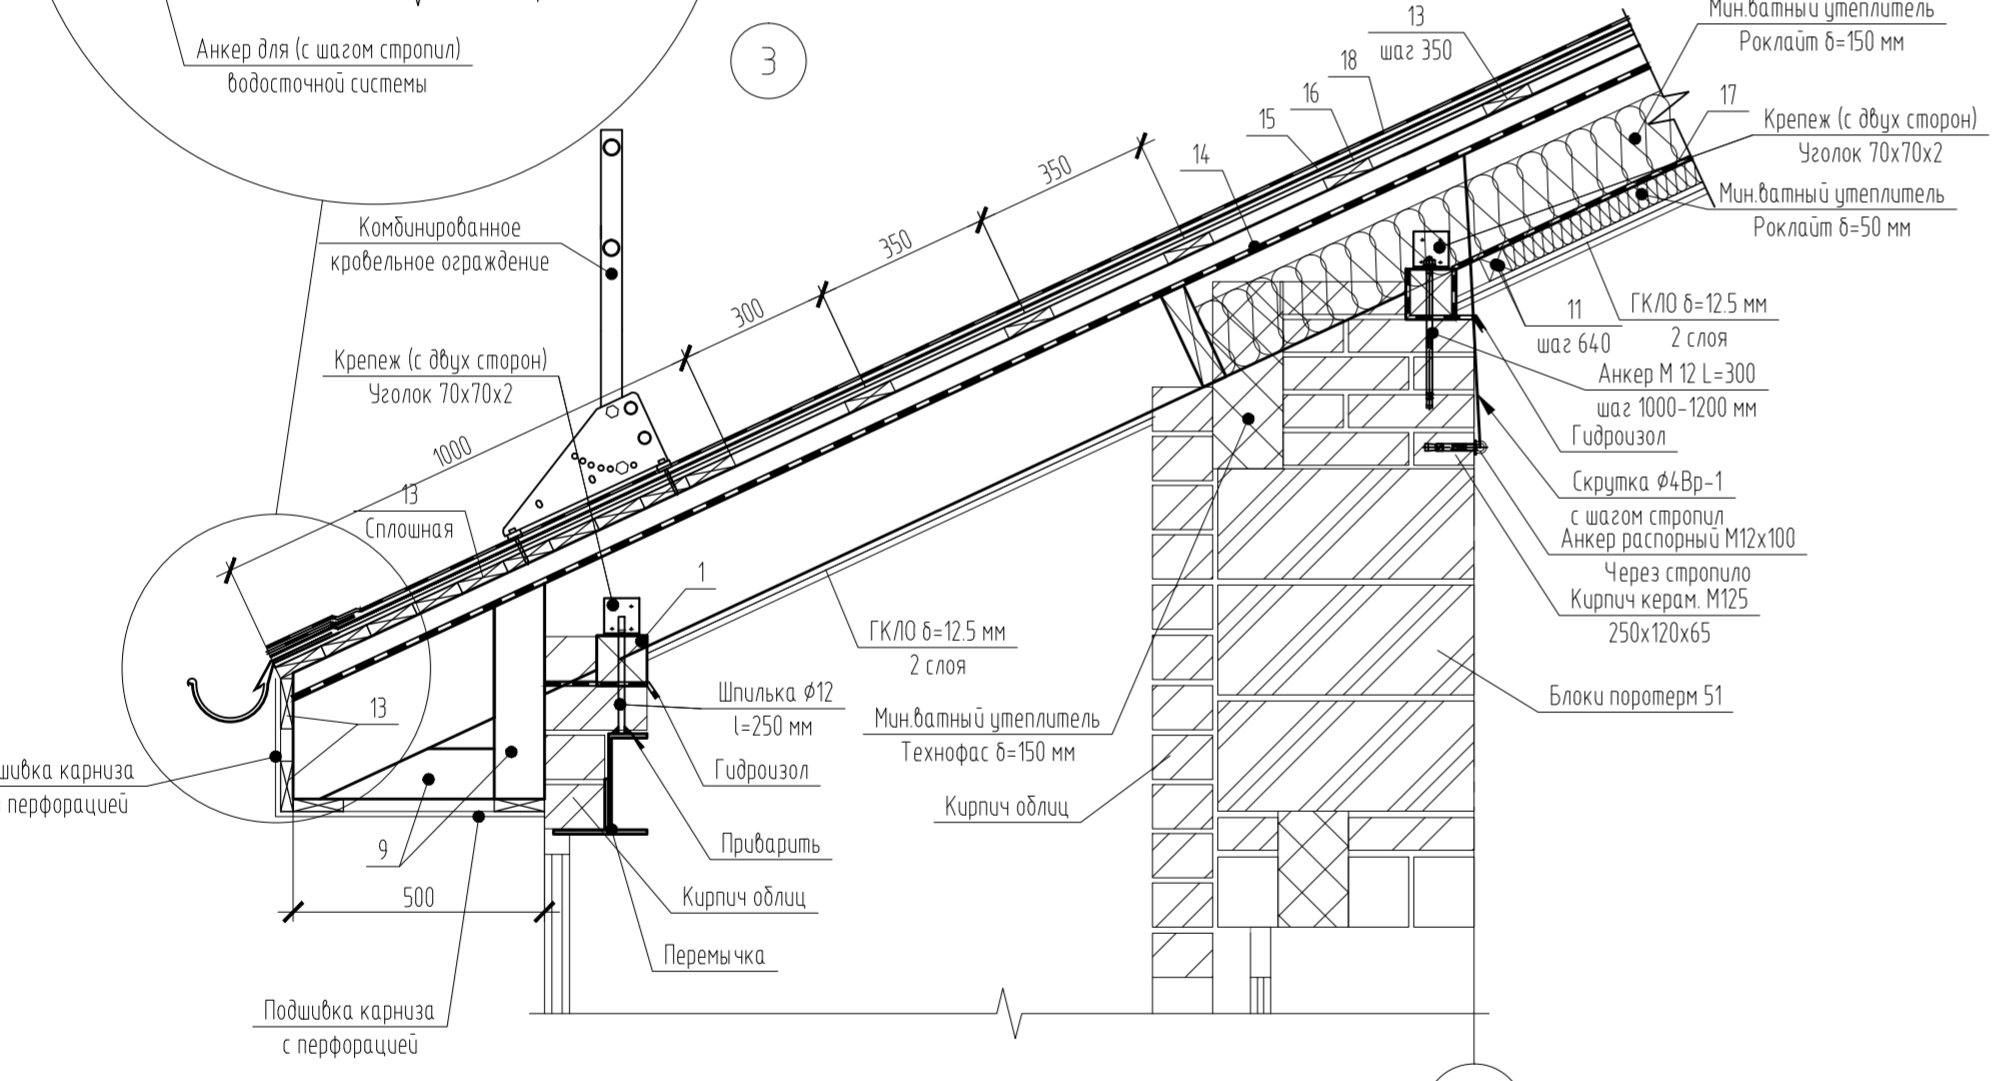 Анкер для (с шагом стропил)
водосточной системы
3
13
шаг 350
18
16
15
14
Мин.ватный утеплитель
Роклайт δ=150 мм
17
Крепеж (с двух сторон)
Уголок 70х70х2
Мин.ватный утеплитель
Роклайт δ=50 мм
Комбинированное
кровельное ограждение
350
350
300
1000
Крепеж (с двух сторон)
Уголок 70х70х2
13
Сплошная
11
шаг 640
ГКЛО δ=12.5 мм
2 слоя
Анкер М 12 L=300
шаг 1000-1200 мм
Гидроизол
Скрутка ϕ4Вр-1
с шагом стропил
Анкер распорный М12х100
Через стропило
Кирпич керам. М125
250х120х65
Блоки поротерм 51
1
ГКЛО δ=12.5 мм
2 слоя
Шпилька ϕ12
l=250 мм
Гидроизол
Мин.ватный утеплитель
Технофас δ=150 мм
Кирпич облиц
Приварить
Кирпич облиц
Перемычка
13
шивка карниза
перфорацией
9
500
Подшивка карниза
с перфорацией